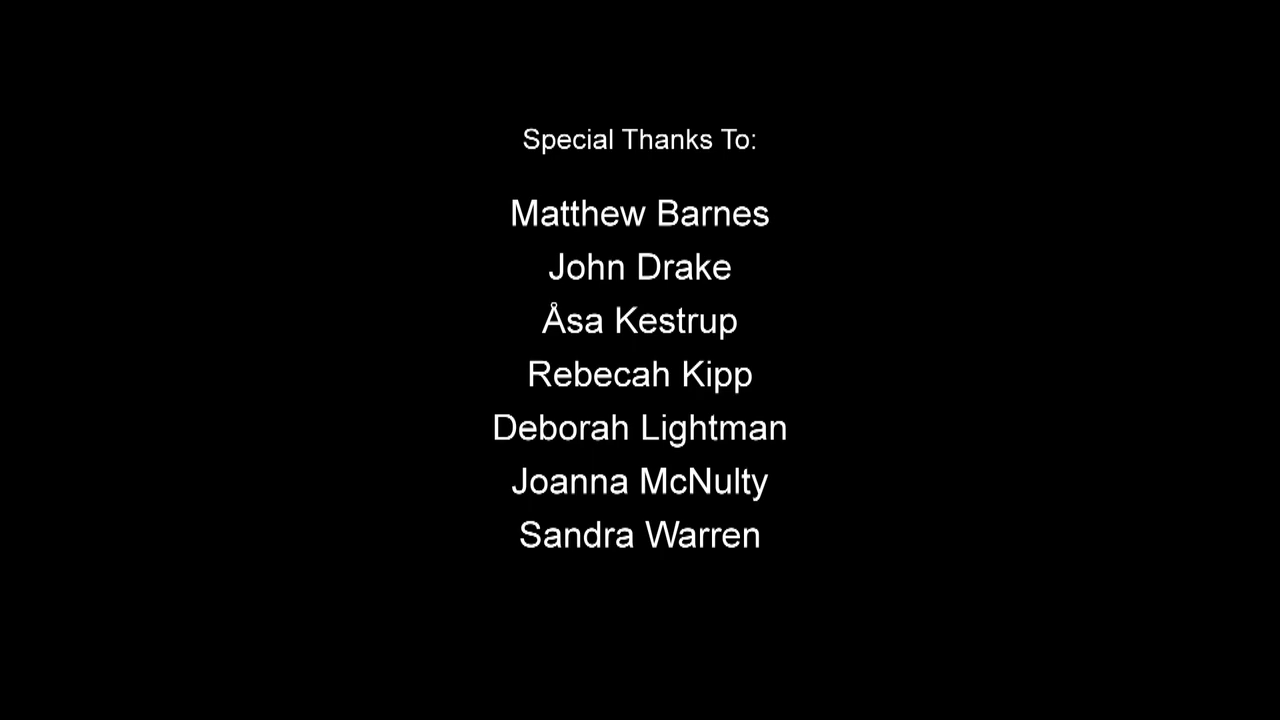 Special Thanks To:
Matthew Barnes
John Drake
Åsa Kestrup
Rebecah Kipp
Deborah Lightman
Joanna McNulty
Sandra Warren